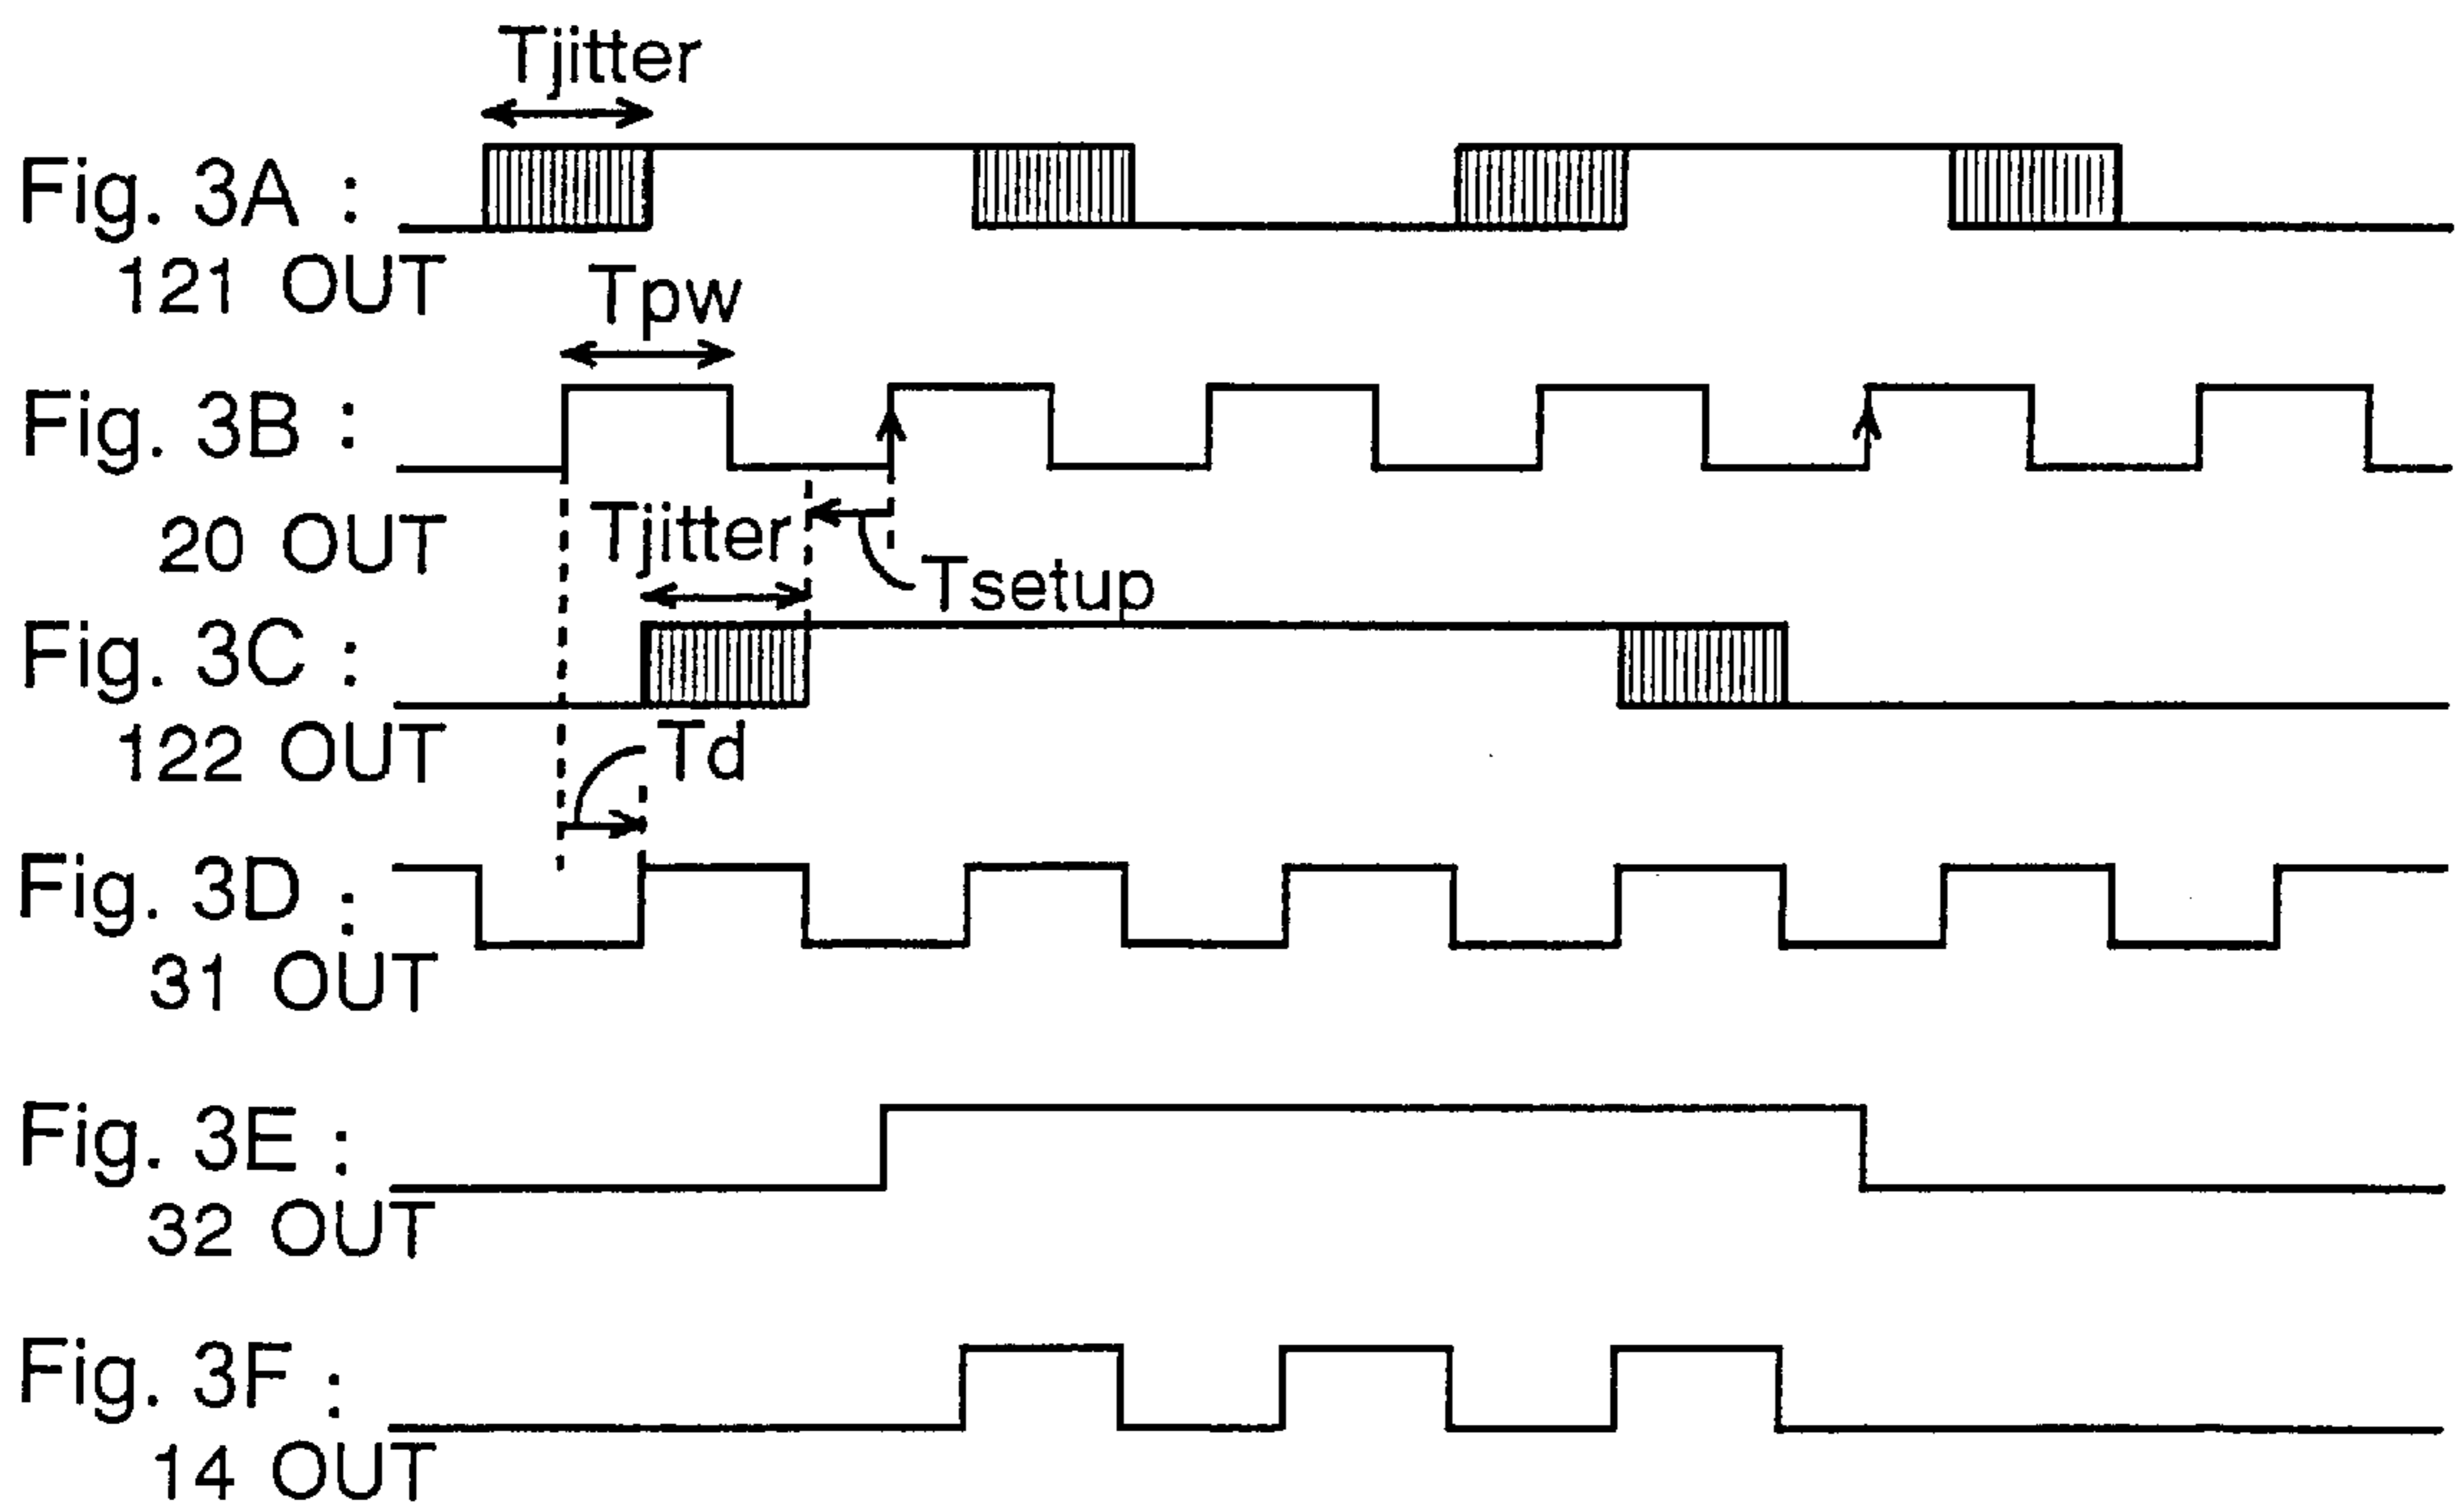 Tjitter
Fig. 3A :
121 OUT
Tpw
Fig. 3B :
20 OUT
Tjitter
Tsetup
Fig. 3C :
122 OUT
Td
Fig. 3D :
31 OUT
Fig. 3E :
32 OUT
Fig. 3F :
14 OUT